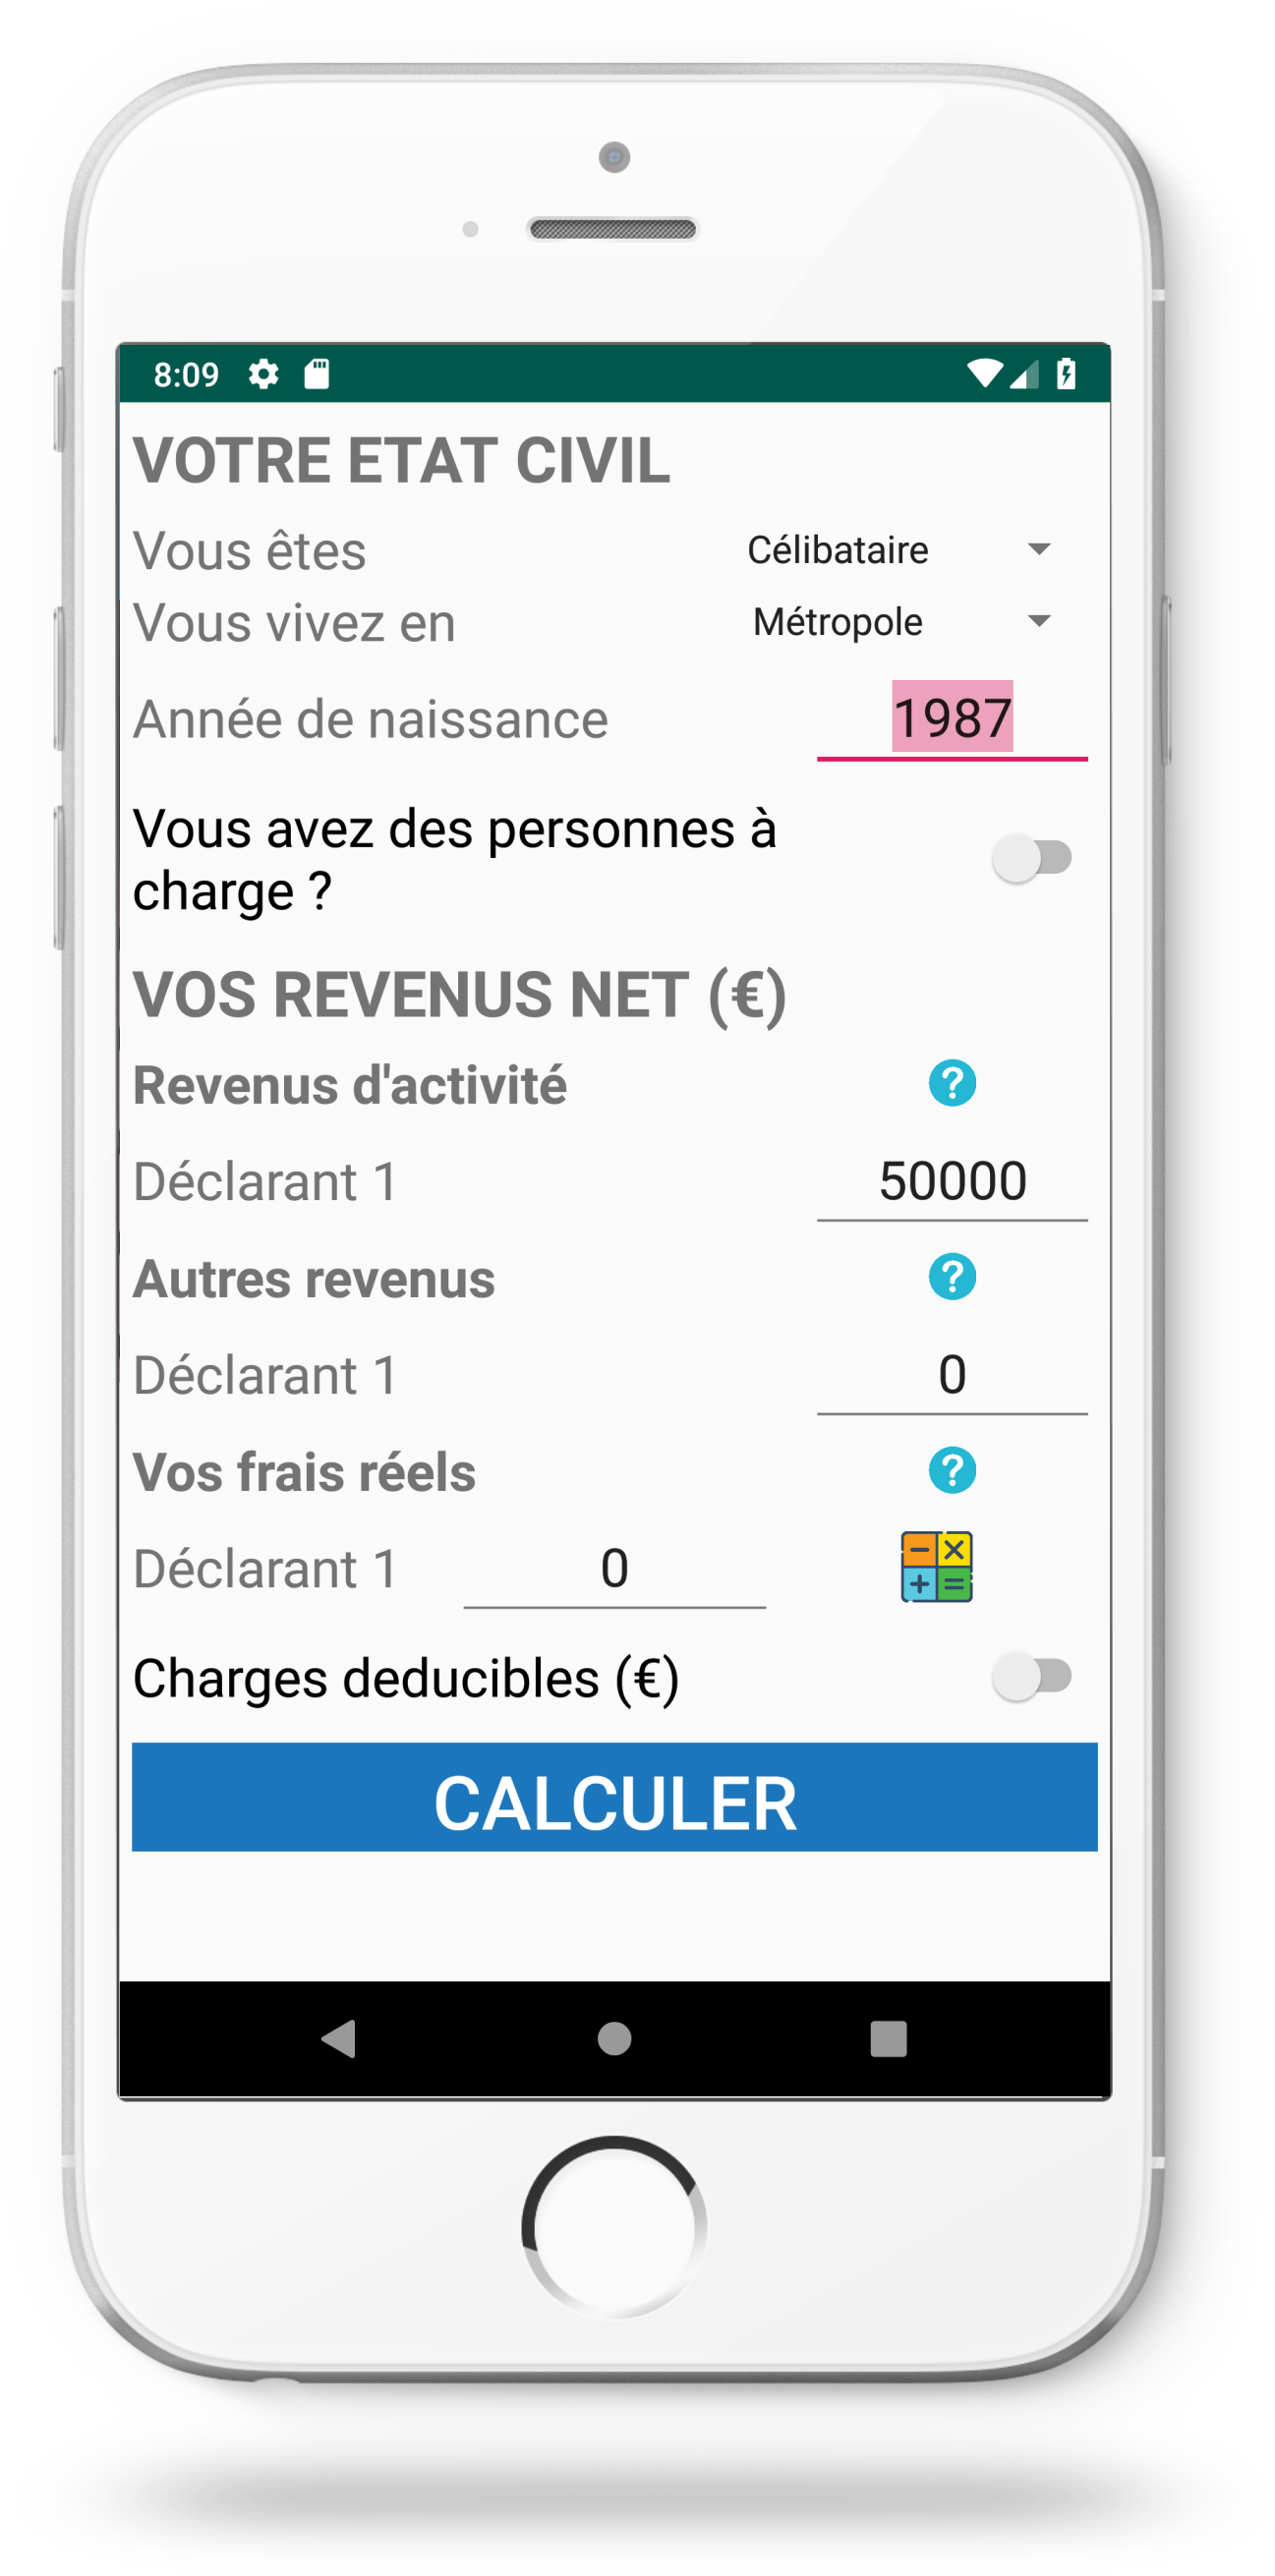 8:09
VOTRE ETAT CIVIL
Vous êtes Célibataire
Vous vivez en Métropole
Année de naissance 1987
Vous avez des personnes à
charge ?
VOS REVENUS NET (€)
Revenus d'activité ?
Déclarant 1 50000
Autres revenus ?
Déclarant 1 0
Vos frais réels ?
Déclarant 1 0
Charges deducibles (€)
CALCULER